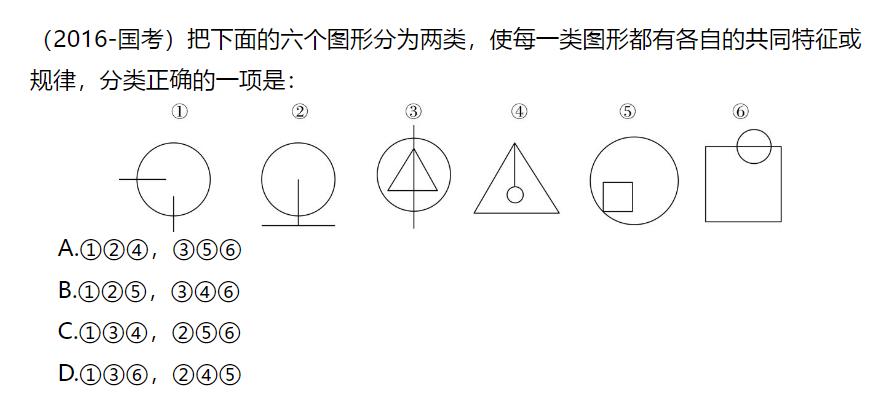 （2016-国考）把下面的六个图形分为两类，使每一类图形都有各自的共同特征或
规律，分类正确的一项是：
① ② ③ ④ ⑤ ⑥
A.①②④，③⑤⑥
B.①②⑤，③④⑥
C.①③④，②⑤⑥
D.①③⑥，②④⑤